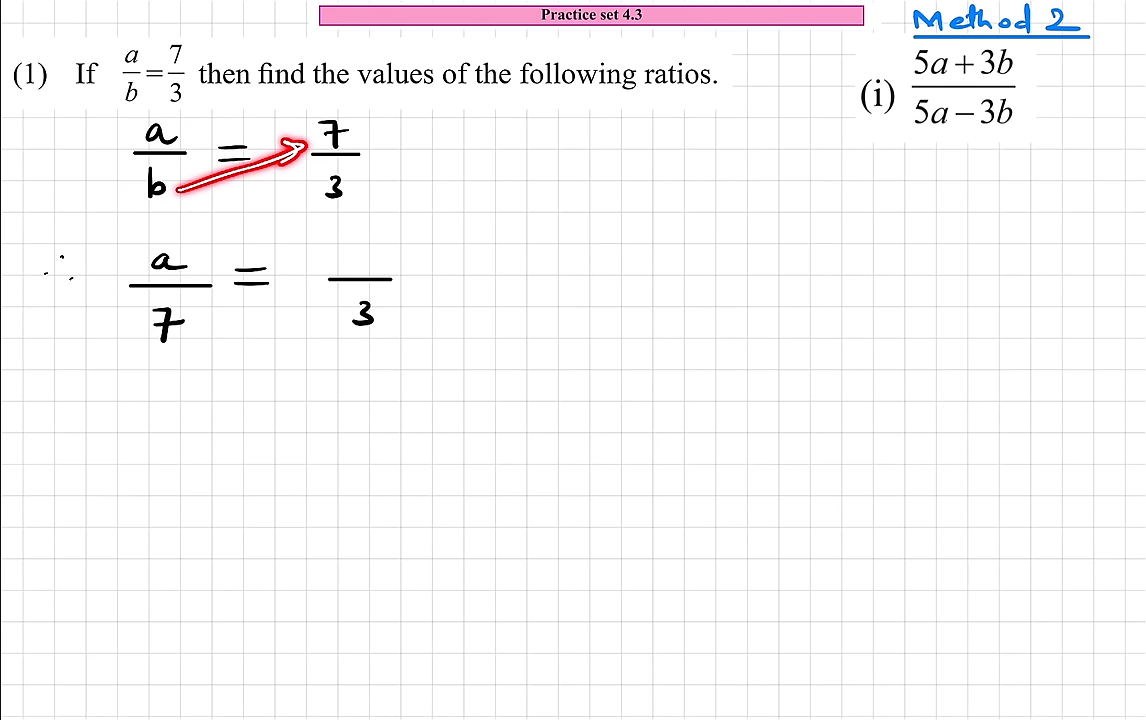 Practice set 4.3
Method 2
(1) If a/b = 7/3 then find the values of the following ratios.
(i) 5a + 3b / 5a − 3b
a/b = 7/3
∴ a/7 = /3